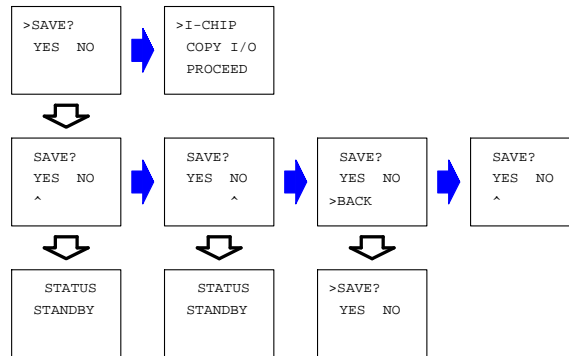 >SAVE?
YES NO
>I-CHIP
COPY I/O
PROCEED
SAVE?
YES NO
^
SAVE?
YES NO
^
SAVE?
YES NO
>BACK
SAVE?
YES NO
^
STATUS
STANDBY
STATUS
STANDBY
>SAVE?
YES NO